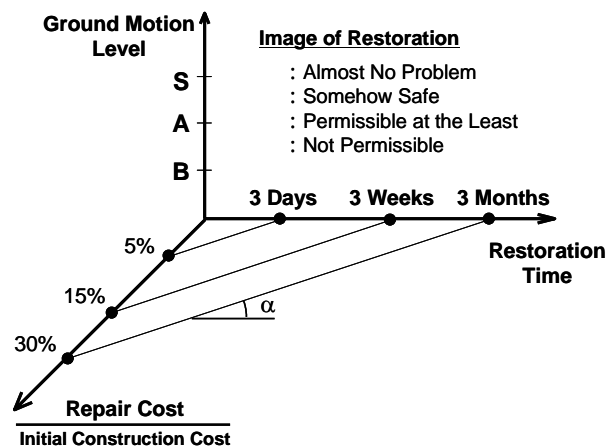 Ground Motion
Level
Image of Restoration
: Almost No Problem
: Somehow Safe
: Permissible at the Least
: Not Permissible
S
A
B
3 Days
3 Weeks
3 Months
Restoration
Time
5%
15%
30%
α
Repair Cost
Initial Construction Cost